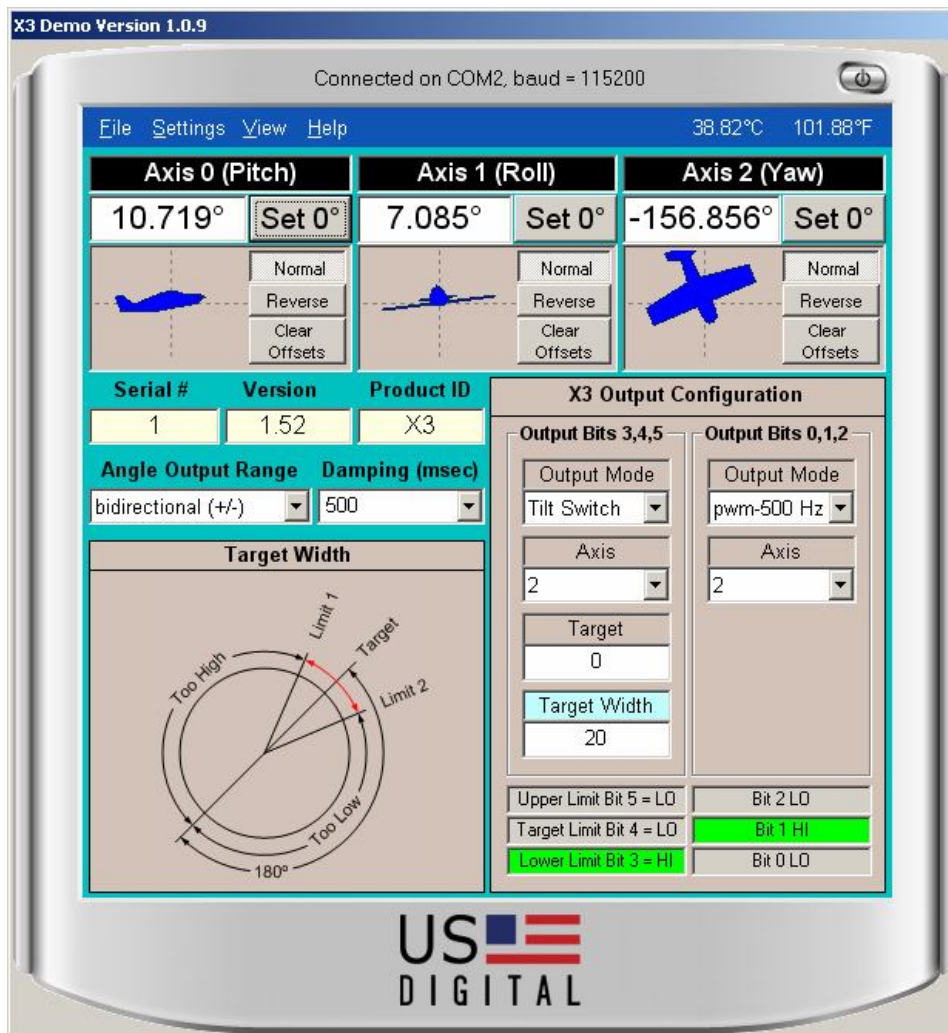 X3 Demo Version 1.0.9
Connected on COM2, baud = 115200
File Settings View Help 38.82°C 101.88°F
Axis 0 (Pitch) Axis 1 (Roll) Axis 2 (Yaw)
10.719° Set 0° 7.085° Set 0° -156.856° Set 0°
Normal Normal Normal
Reverse Reverse Reverse
Clear Offsets Clear Offsets Clear Offsets
Serial # Version Product ID
1 1.52 X3
Angle Output Range Damping (msec)
bidirectional (+/-) 500
Target Width
Limit 1
Target
Limit 2
Too High
Too Low
180º
X3 Output Configuration
Output Bits 3,4,5 Output Bits 0,1,2
Output Mode Output Mode
Tilt Switch pwm-500 Hz
Axis Axis
2 2
Target
0
Target Width
20
Upper Limit Bit 5 = LO Bit 2 LO
Target Limit Bit 4 = LO Bit 1 HI
Lower Limit Bit 3 = HI Bit 0 LO
US
DIGITAL